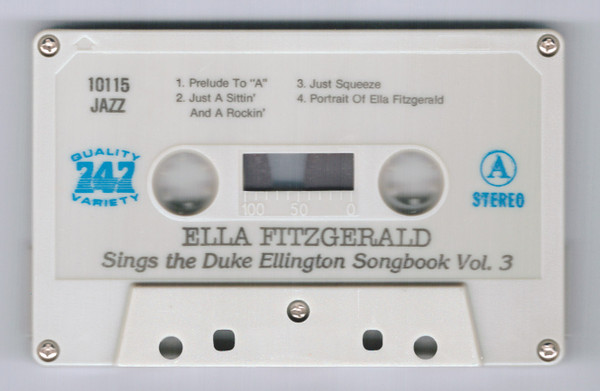 10115
JAZZ
1. Prelude To "A"
2. Just A Sittin'
And A Rockin'
3. Just Squeeze
4. Portrait Of Ella Fitzgerald
QUALITY
247
VARIETY
A
STEREO
100 50 0
ELLA FITZGERALD
Sings the Duke Ellington Songbook Vol. 3